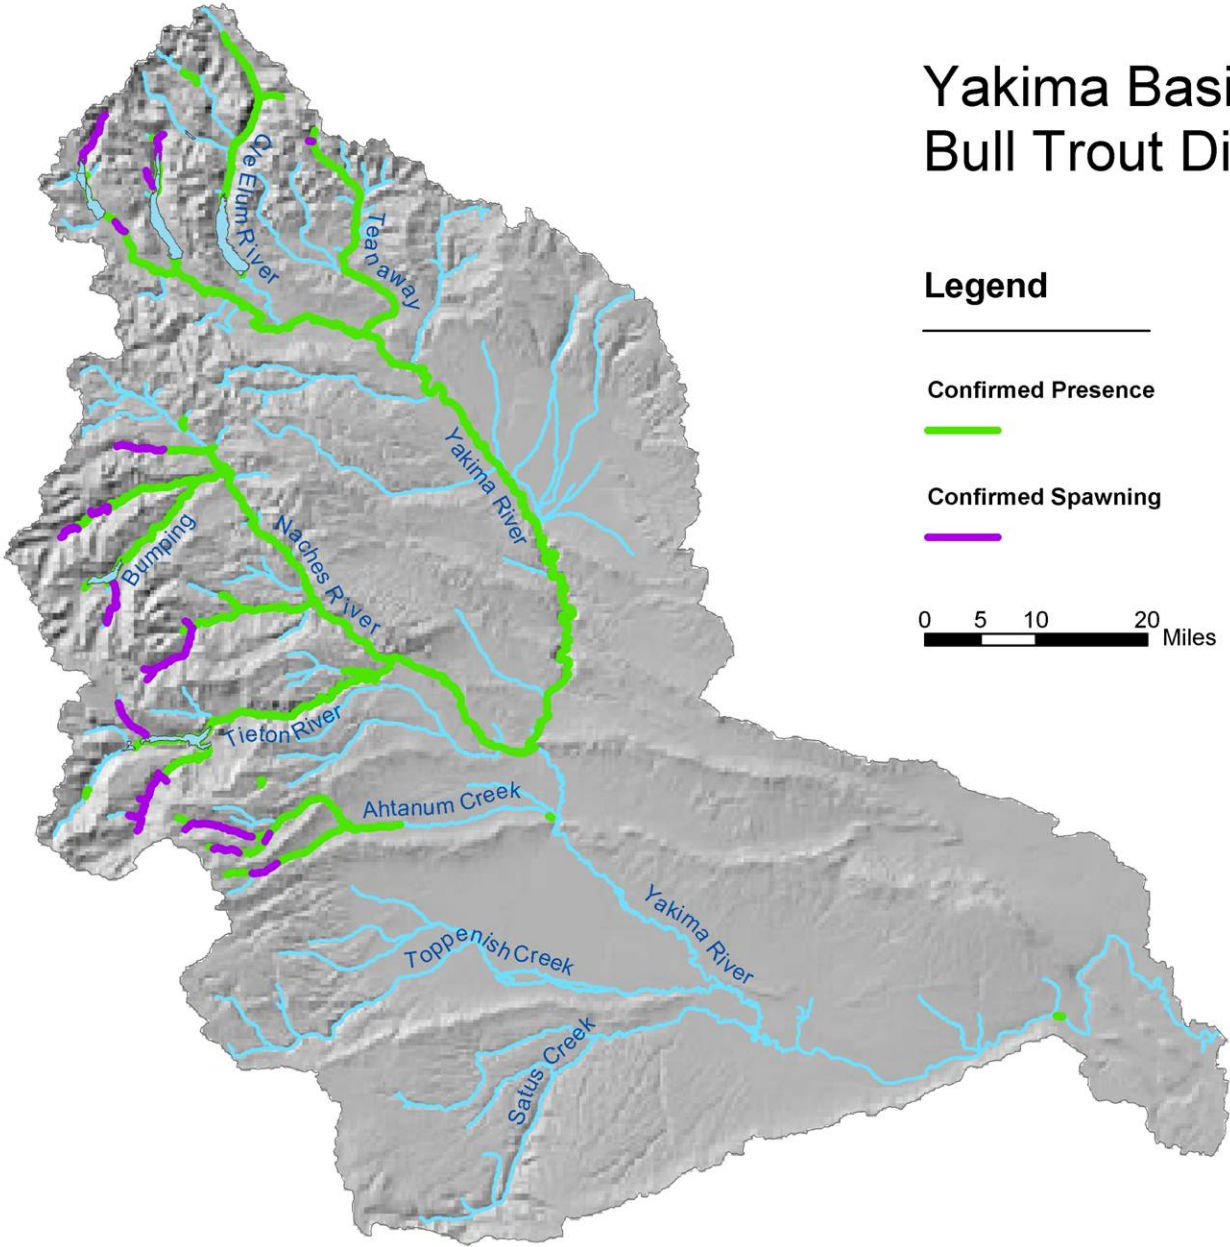 Yakima Basi
Bull Trout Di
Legend
Confirmed Presence
Confirmed Spawning
0 5 10 20
Miles
Cle Elum River
Teanaway
Yakima River
Naches River
Bumping
Tieton River
Ahtanum Creek
Yakima River
Toppenish Creek
Satus Creek